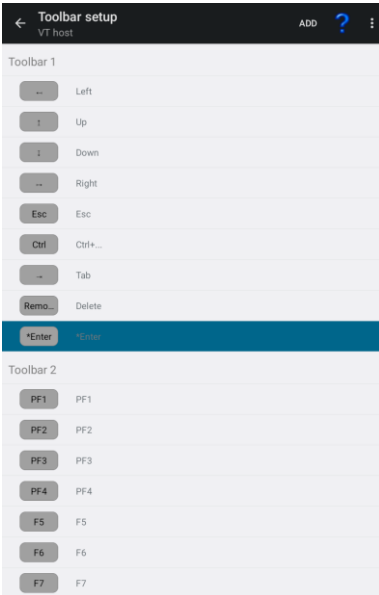 ← Toolbar setup ADD ?
VT host
Toolbar 1
← Left
↑ Up
↓ Down
→ Right
Esc Esc
Ctrl Ctrl+...
→ Tab
Remo... Delete
*Enter *Enter
Toolbar 2
PF1 PF1
PF2 PF2
PF3 PF3
PF4 PF4
F5 F5
F6 F6
F7 F7